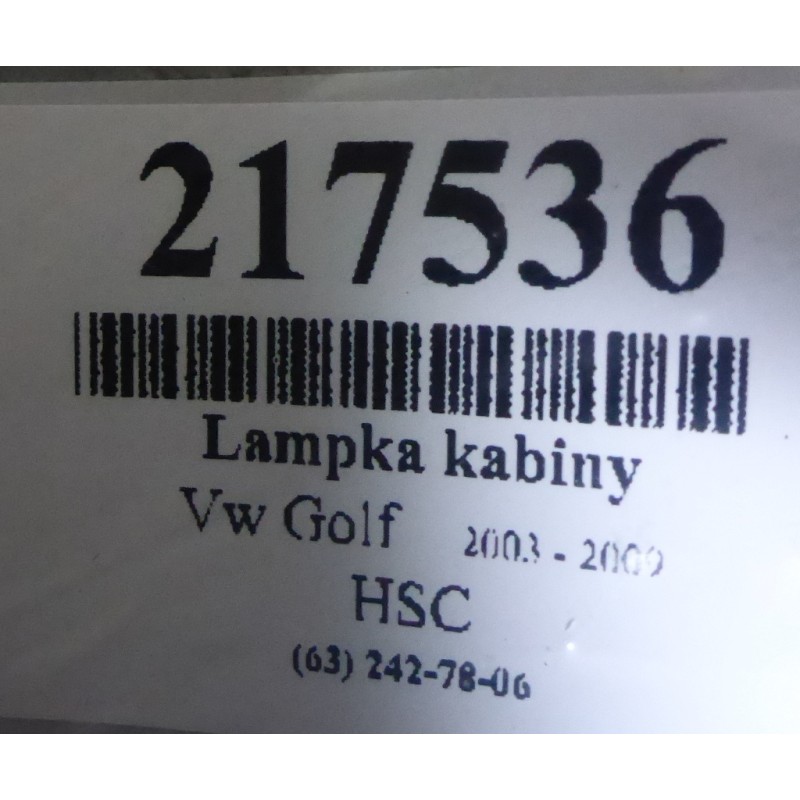 217536
Lampka kabiny
Vw Golf 2003 - 2009
HSC
(63) 242-78-06